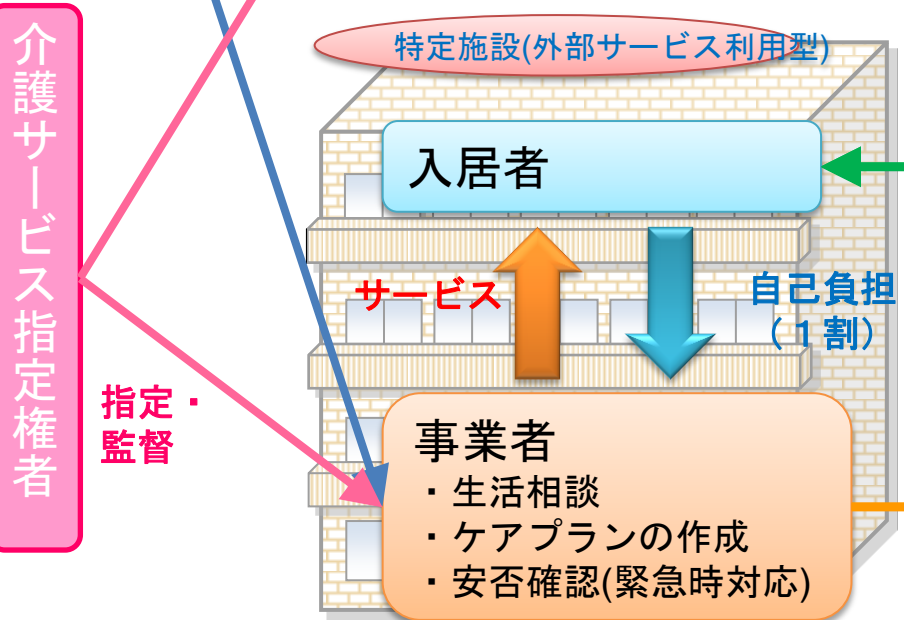 介護サービス指定権者
特定施設(外部サービス利用型)
入居者
サービス
自己負担
（１割）
指定・
監督
事業者
・生活相談
・ケアプランの作成
・安否確認(緊急時対応)